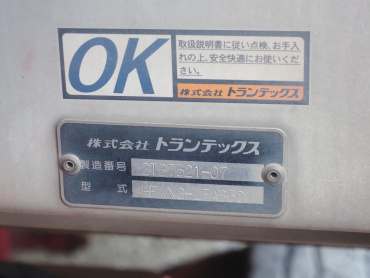 OK
取扱説明書に従い点検、お手入
れの上、安全快適にお使いくだ
さい。
株式会社 トランテックス
株式会社 トランテックス
製造番号
型 式